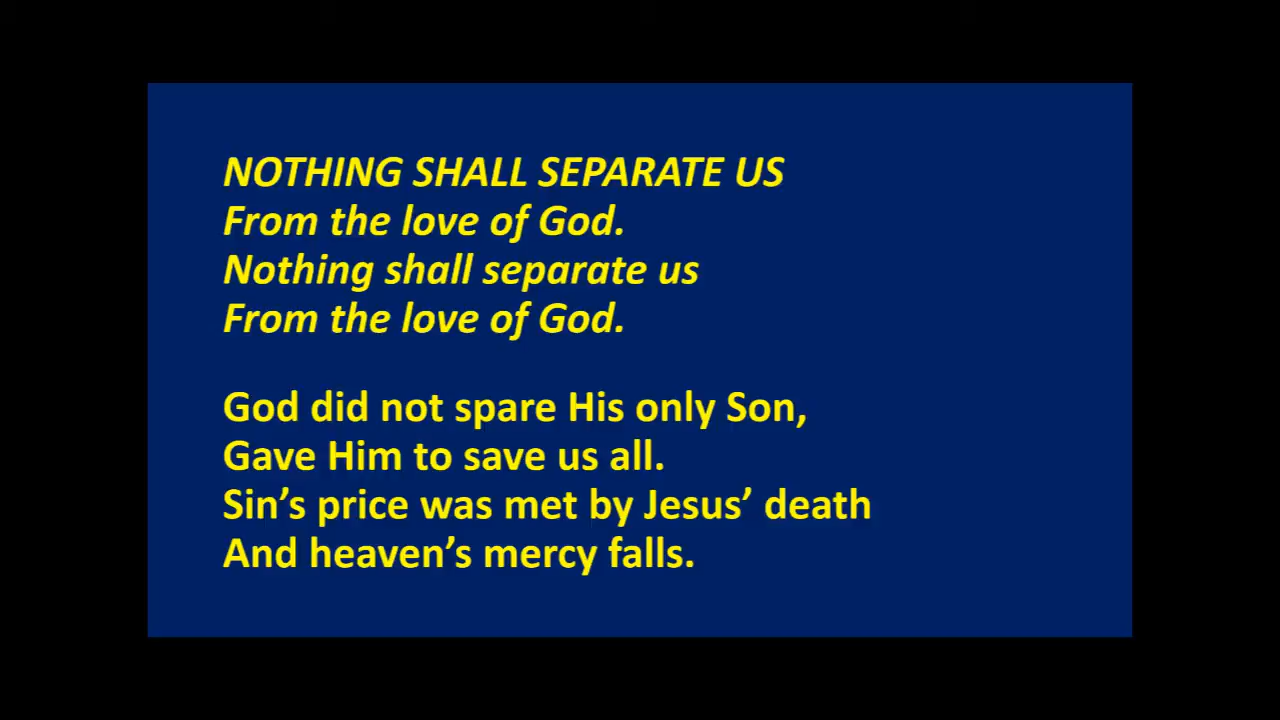 NOTHING SHALL SEPARATE US
From the love of God.
Nothing shall separate us
From the love of God.
God did not spare His only Son,
Gave Him to save us all.
Sin’s price was met by Jesus’ death
And heaven’s mercy falls.